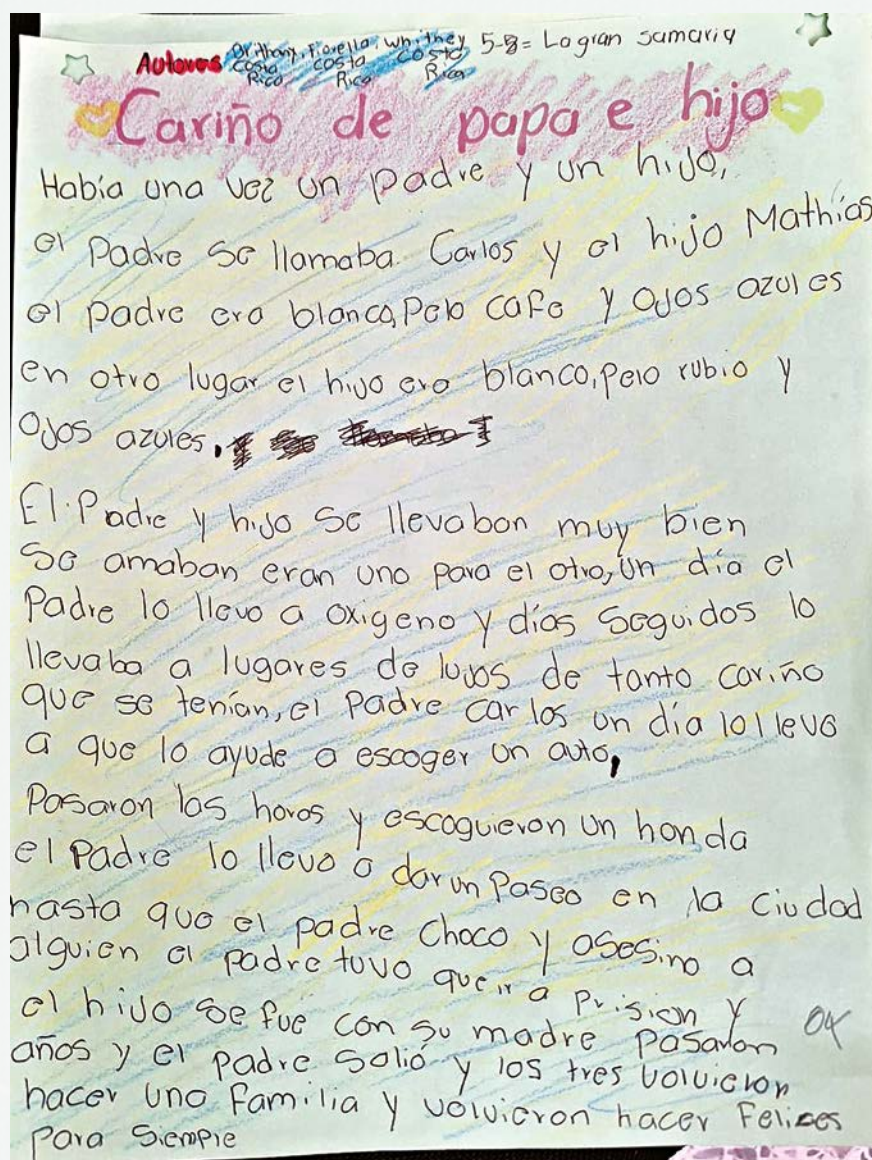 Autores Brithany, Fiorella, Whitney 5-8= La gran samaria
Costa Rico Costa Rica Costa Rica
Cariño de papa e hijo
Había una vez un padre y un hijo,
el Padre se llamaba. Carlos y el hijo Mathías
el padre era blanco, Pelo cafe y ojos azules
en otro lugar el hijo era blanco, pelo rubio y
Ojos azules,
El Padre y hijo se llevaban muy bien
Se amaban eran uno para el otro, un día el
Padre lo llevo a oxigeno y días Seguidos lo
llevaba a lugares de lujos de tanto cariño
que se tenían, el Padre carlos un día lo llevo
a que lo ayude a escoger un auto,
Pasaron las horas y escoguieron un honda
el Padre lo llevo a dar un Paseo en la ciudad
hasta que el padre choco y asesino a
alguien el padre tuvo que ir a Prision y
el hijo se fue con su madre pasaron
años y el padre salió y los tres volvieron
hacer una familia y volvieron hacer Felices
Para Siempre
OK